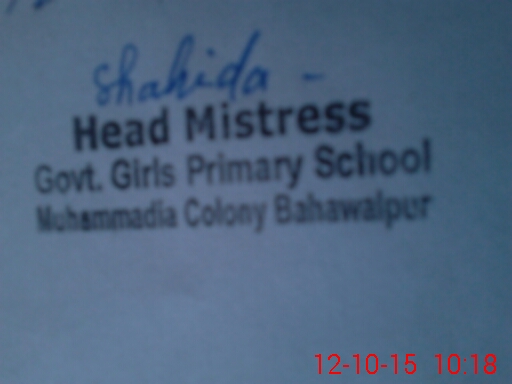 Shahida -
Head Mistress
Govt. Girls Primary School
Muhammadia Colony Bahawalpur
12-10-15 10:18